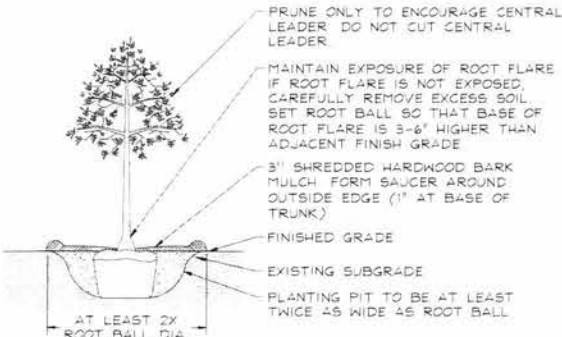 PRUNE ONLY TO ENCOURAGE CENTRAL
LEADER DO NOT CUT CENTRAL
LEADER
MAINTAIN EXPOSURE OF ROOT FLARE
IF ROOT FLARE IS NOT EXPOSED,
CAREFULLY REMOVE EXCESS SOIL.
SET ROOT BALL SO THAT BASE OF
ROOT FLARE IS 3-6" HIGHER THAN
ADJACENT FINISH GRADE
3" SHREDDED HARDWOOD BARK
MULCH FORM SAUCER AROUND
OUTSIDE EDGE (1" AT BASE OF
TRUNK)
FINISHED GRADE
EXISTING SUBGRADE
PLANTING PIT TO BE AT LEAST
TWICE AS WIDE AS ROOT BALL
AT LEAST 2X
ROOT BALL DIA